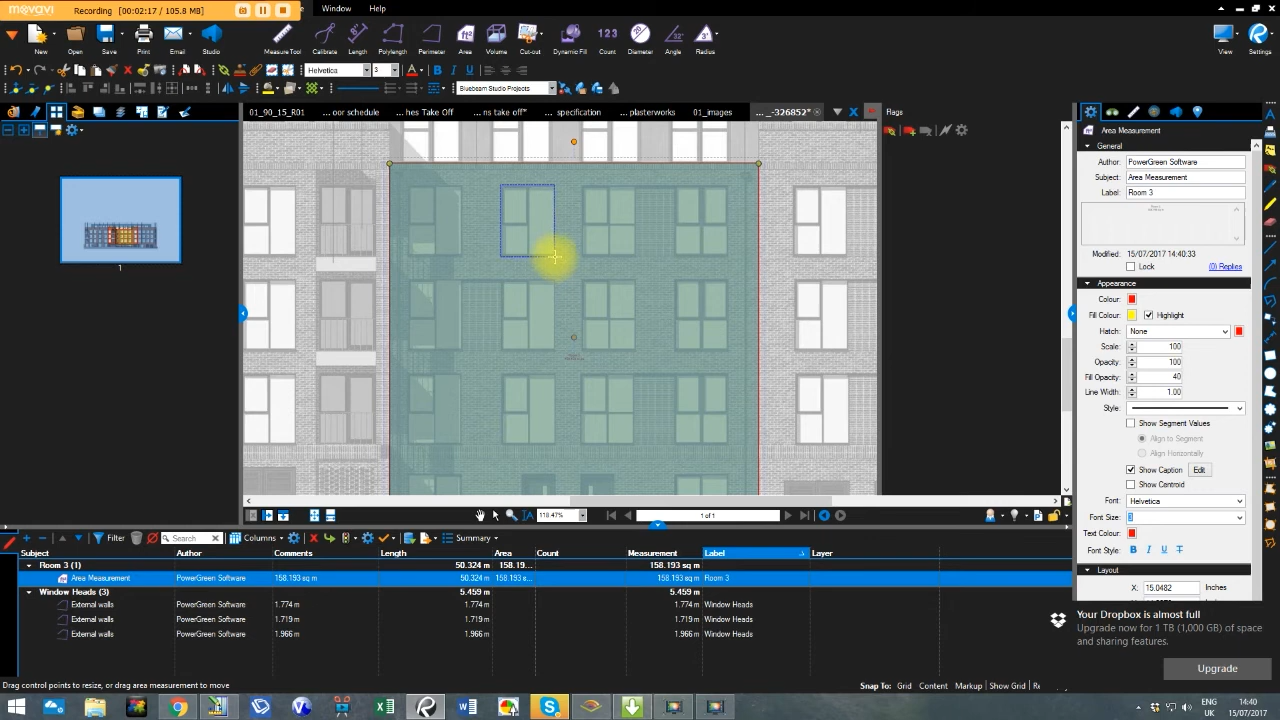 movavi Recording [00:02:17 / 105.8 MB]
Window Help
New Open Save Print Email Studio Measure Tool Calibrate Length Polylength Perimeter Area Volume Cut-out Dynamic Fill Count Diameter Angle Radius View Settings
Helvetica 3 B I U
Bluebeam Studio Projects
01_90_15_R01 ... oor schedule ...hes Take Off ...ns take off* ... specification ... plasterworks 01_images ..._-326852* Flags
Area Measurement
General
Author: PowerGreen Software
Subject: Area Measurement
Label: Room 3
Modified: 15/07/2017 14:40:33
Lock (0) Replies
Appearance
Colour:
Fill Colour: Highlight
Hatch: None
Scale: 100
Opacity: 100
Fill Opacity: 40
Line Width: 1.00
Style:
Show Segment Values
Align to Segment
Align Horizontally
Show Caption Edit
Show Centroid
Font: Helvetica
Font Size:
Text Colour:
Font Style: B I U T
Layout
X: 15.0482 Inches
1
118.47% 1 of 1
Filter Search Columns Summary
Subject Author Comments Length Area Count Measurement Label Layer
Room 3 (1) 50.324 m 158.19... 158.193 sq m
Area Measurement PowerGreen Software 158.193 sq m 50.324 m 158.193 s... 158.193 sq m Room 3
Window Heads (3) 5.459 m 5.459 m
External walls PowerGreen Software 1.774 m 1.774 m 1.774 m Window Heads
External walls PowerGreen Software 1.719 m 1.719 m 1.719 m Window Heads
External walls PowerGreen Software 1.966 m 1.966 m 1.966 m Window Heads
Your Dropbox is almost full
Upgrade now for 1 TB (1,000 GB) of space
and sharing features.
Upgrade
Drag control points to resize, or drag area measurement to move
Snap To: Grid Content Markup Show Grid Re
ENG 14:40
UK 15/07/2017